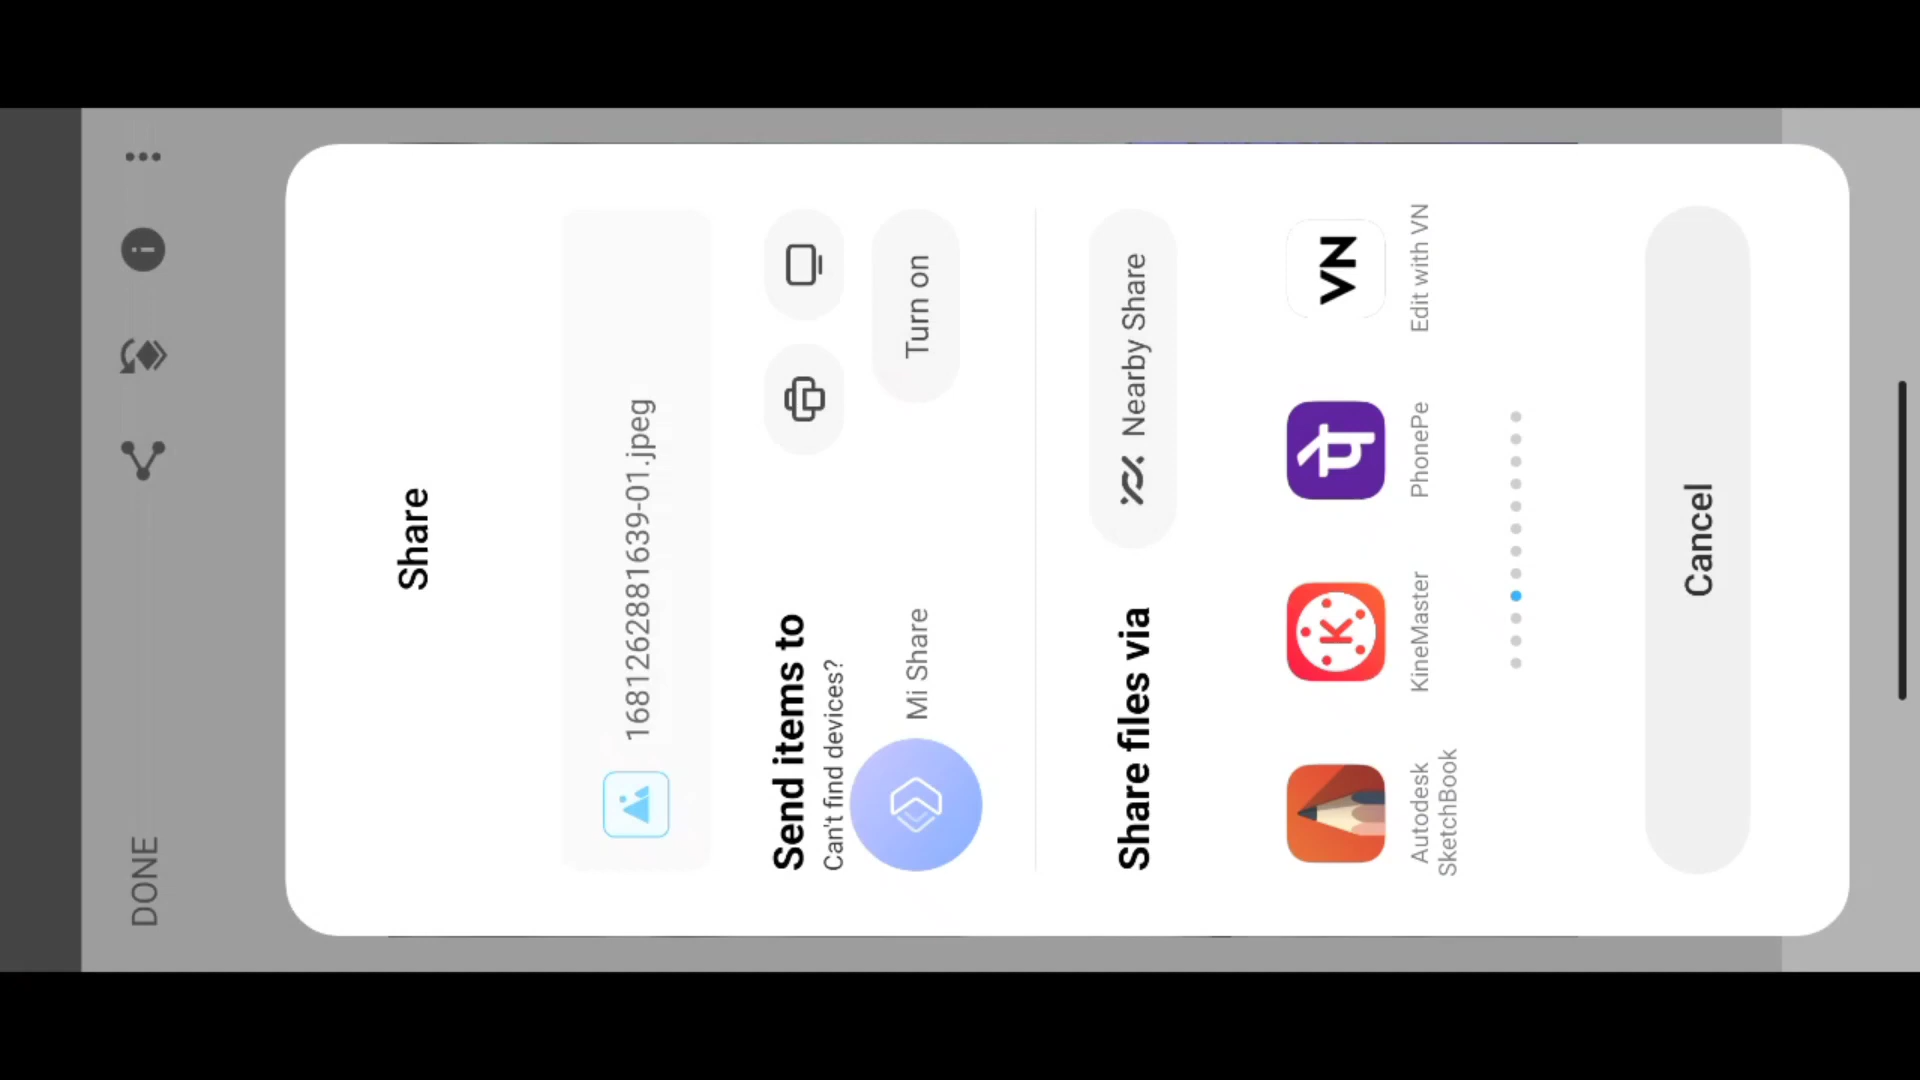 DONE
Share
1681262881639-01.jpeg
Send items to
Can't find devices?
Mi Share
Turn on
Share files via
Nearby Share
Autodesk
SketchBook
K
KineMaster
पे
PhonePe
VN
Edit with VN
Cancel